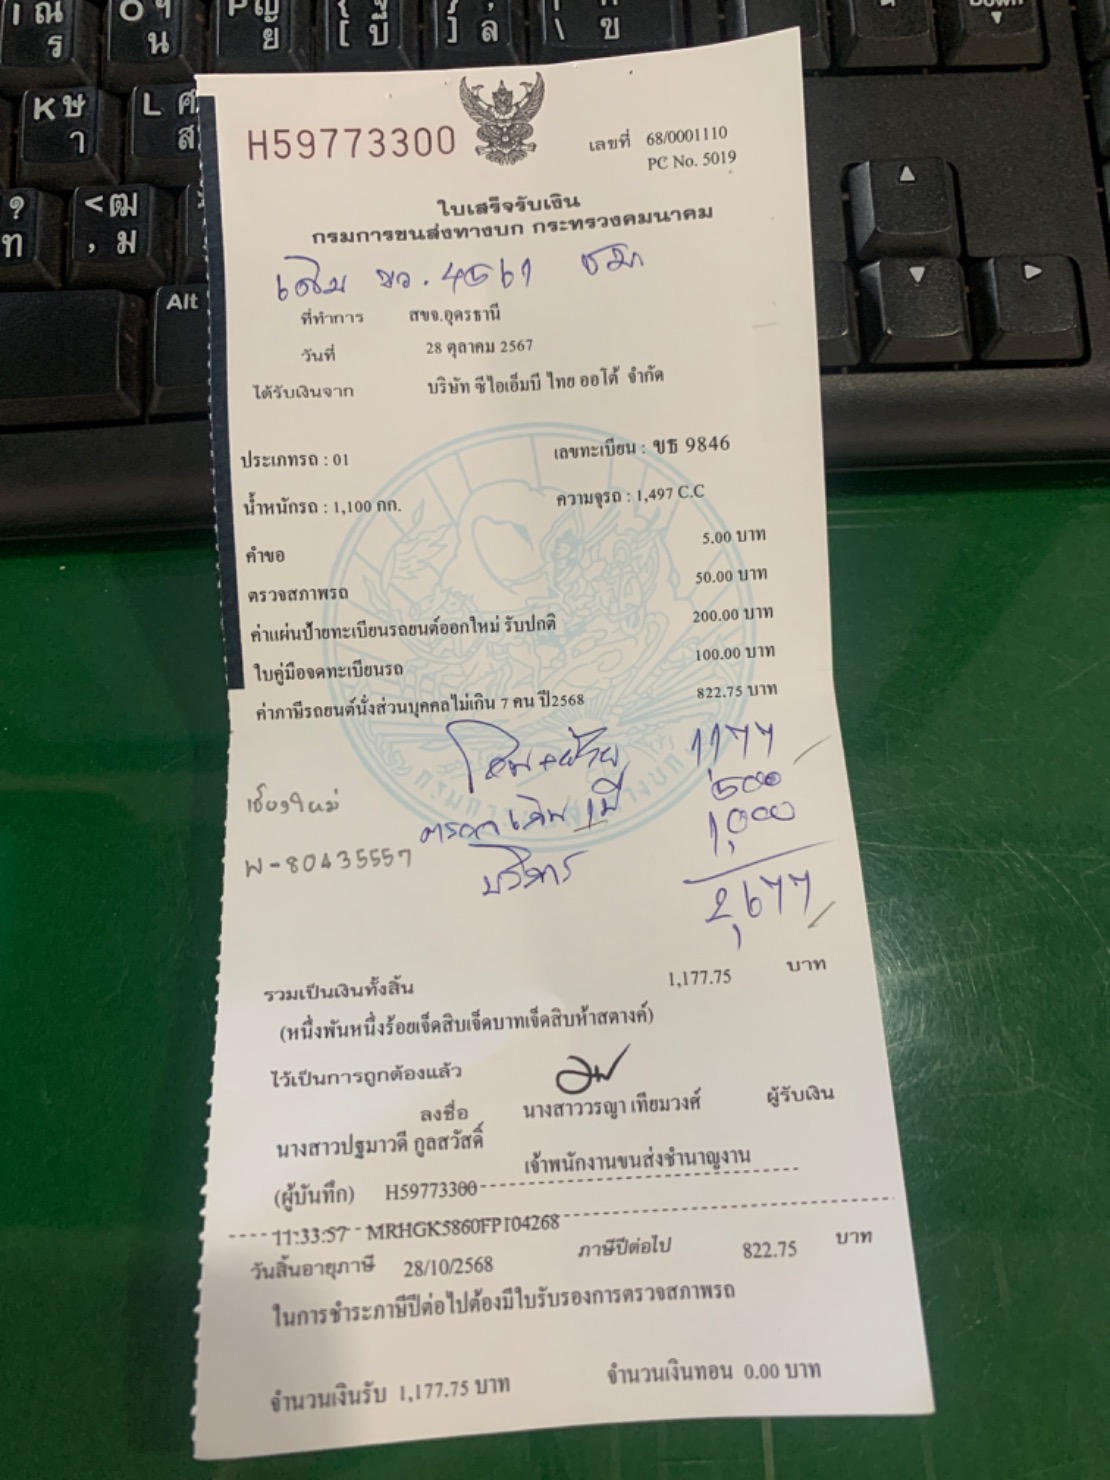 H59773300
เลขที่ 68/0001110
PC No. 5019
ใบเสร็จรับเงิน
กรมการขนส่งทางบก กระทรวงคมนาคม
เดิม ขว. 4561
ที่ทำการ สขจ.อุดรธานี
วันที่ 28 ตุลาคม 2567
ได้รับเงินจาก บริษัท ซีไอเอ็มบี ไทย ออโต้ จำกัด
ประเภทรถ : 01 เลขทะเบียน : ขธ 9846
น้ำหนักรถ : 1,100 กก. ความจุรถ : 1,497 C.C
คำขอ 5.00 บาท
ตรวจสภาพรถ 50.00 บาท
ค่าแผ่นป้ายทะเบียนรถยนต์ออกใหม่ รับปกติ 200.00 บาท
ใบคู่มือจดทะเบียนรถ 100.00 บาท
ค่าภาษีรถยนต์นั่งส่วนบุคคลไม่เกิน 7 คน ปี2568 822.75 บาท
1177
เชียงใหม่
ตรวจ 500
พ-80435557
บริการ 1,000
2,677
รวมเป็นเงินทั้งสิ้น 1,177.75 บาท
(หนึ่งพันหนึ่งร้อยเจ็ดสิบเจ็ดบาทเจ็ดสิบห้าสตางค์)
ไว้เป็นการถูกต้องแล้ว
ลงชื่อ นางสาววรญา เทียมวงศ์ ผู้รับเงิน
นางสาวปฐมาวดี กูลสวัสดิ์ เจ้าพนักงานขนส่งชำนาญงาน
(ผู้บันทึก) H59773300
11:33:57 MRHGK5860FP104268
วันสิ้นอายุภาษี 28/10/2568 ภาษีปีต่อไป 822.75 บาท
ในการชำระภาษีปีต่อไปต้องมีใบรับรองการตรวจสภาพรถ
จำนวนเงินรับ 1,177.75 บาท จำนวนเงินทอน 0.00 บาท